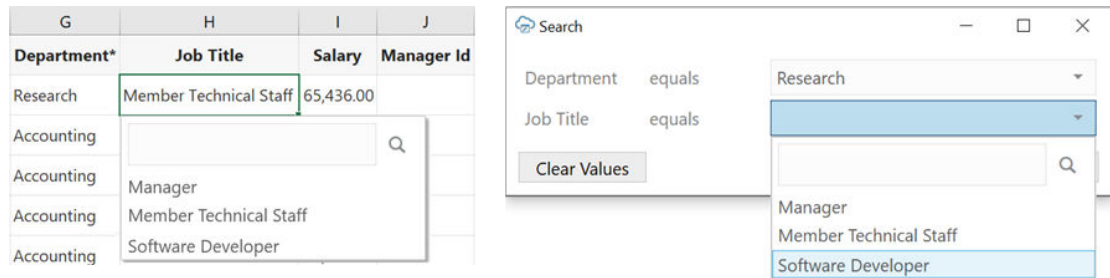 G H I J
Department* Job Title Salary Manager Id
Research Member Technical Staff 65,436.00
Accounting
Accounting
Manager
Accounting
Member Technical Staff
Software Developer
Accounting
Search
Department equals Research
Job Title equals
Clear Values
Manager
Member Technical Staff
Software Developer